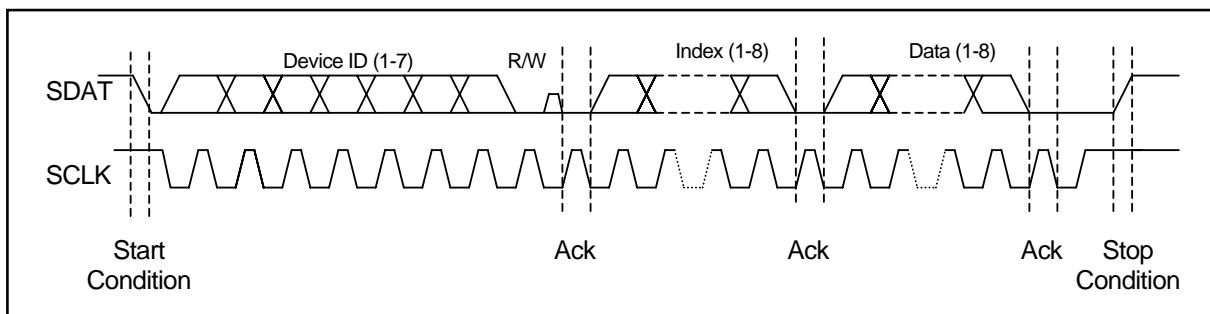 Device ID (1-7)
R/W
Index (1-8)
Data (1-8)
SDAT
SCLK
Start
Condition
Ack
Ack
Ack
Stop
Condition